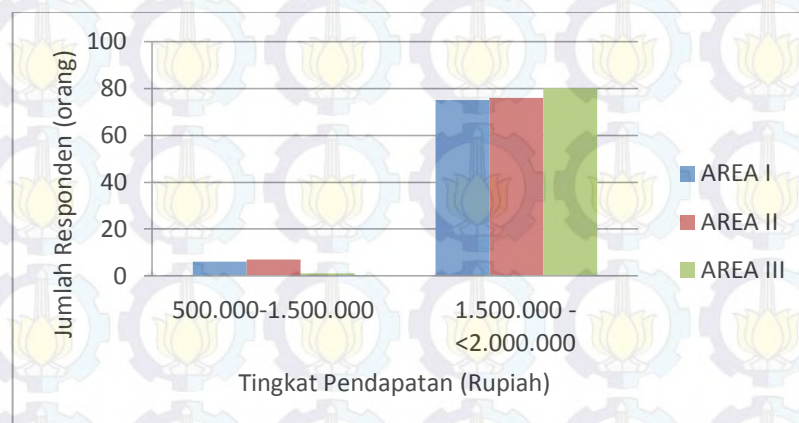 100
80
60
40
20
0
Jumlah Responden (orang)
500.000-1.500.000
1.500.000 -
<2.000.000
Tingkat Pendapatan (Rupiah)
AREA I
AREA II
AREA III